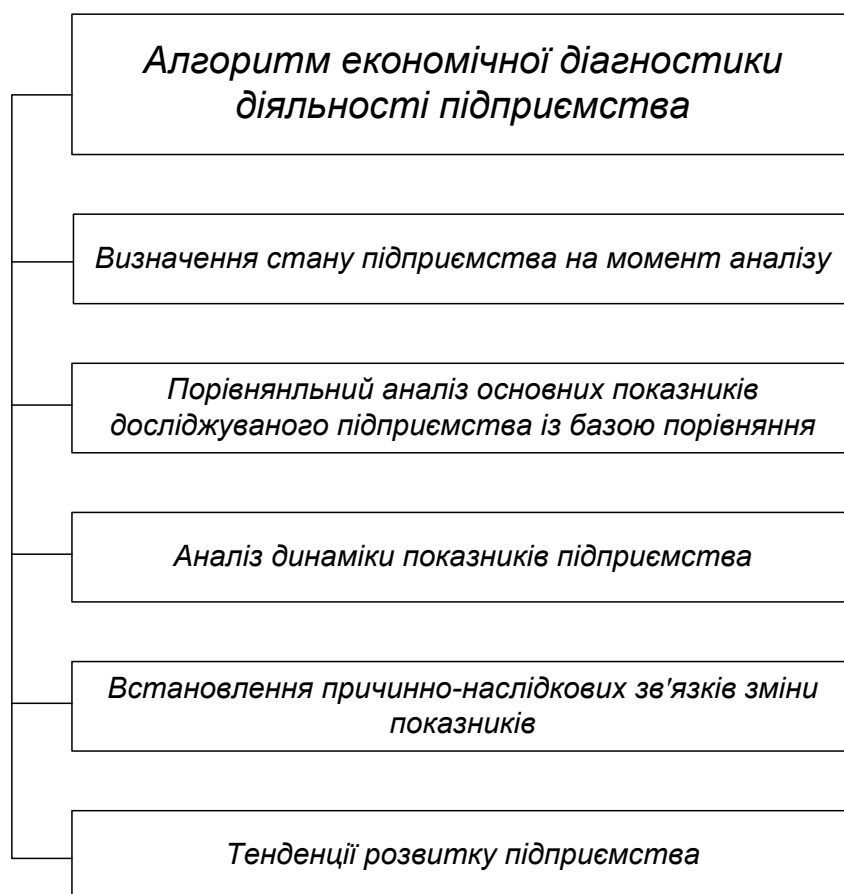 Алгоритм економічної діагностики
діяльності підприємства
Визначення стану підприємства на момент аналізу
Порівнянльний аналіз основних показників
досліджуваного підприємства із базою порівняння
Аналіз динаміки показників підприємства
Встановлення причинно-наслідкових зв'язків зміни
показників
Тенденції розвитку підприємства